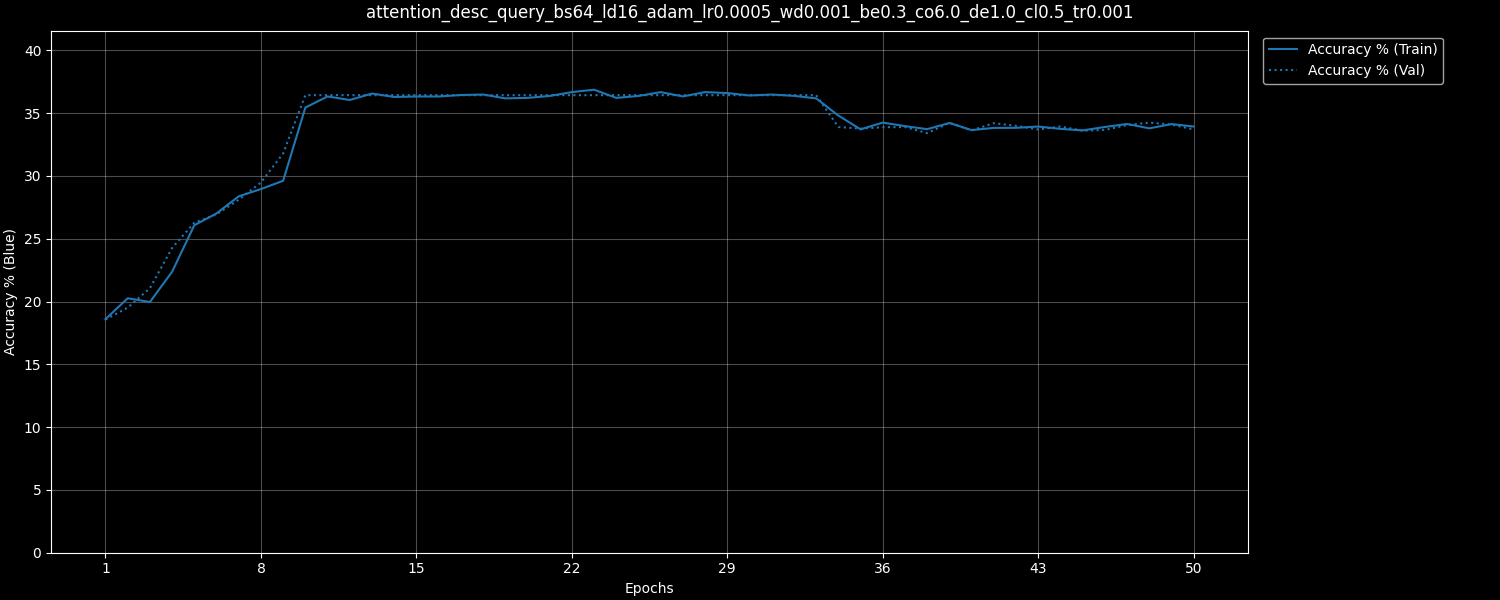 attention_desc_query_bs64_ld16_adam_lr0.0005_wd0.001_be0.3_co6.0_de1.0_cl0.5_tr0.001
Accuracy % (Train)
Accuracy % (Val)
Accuracy % (Blue)
40
35
30
25
20
15
10
5
0
1 8 15 22 29 36 43 50
Epochs